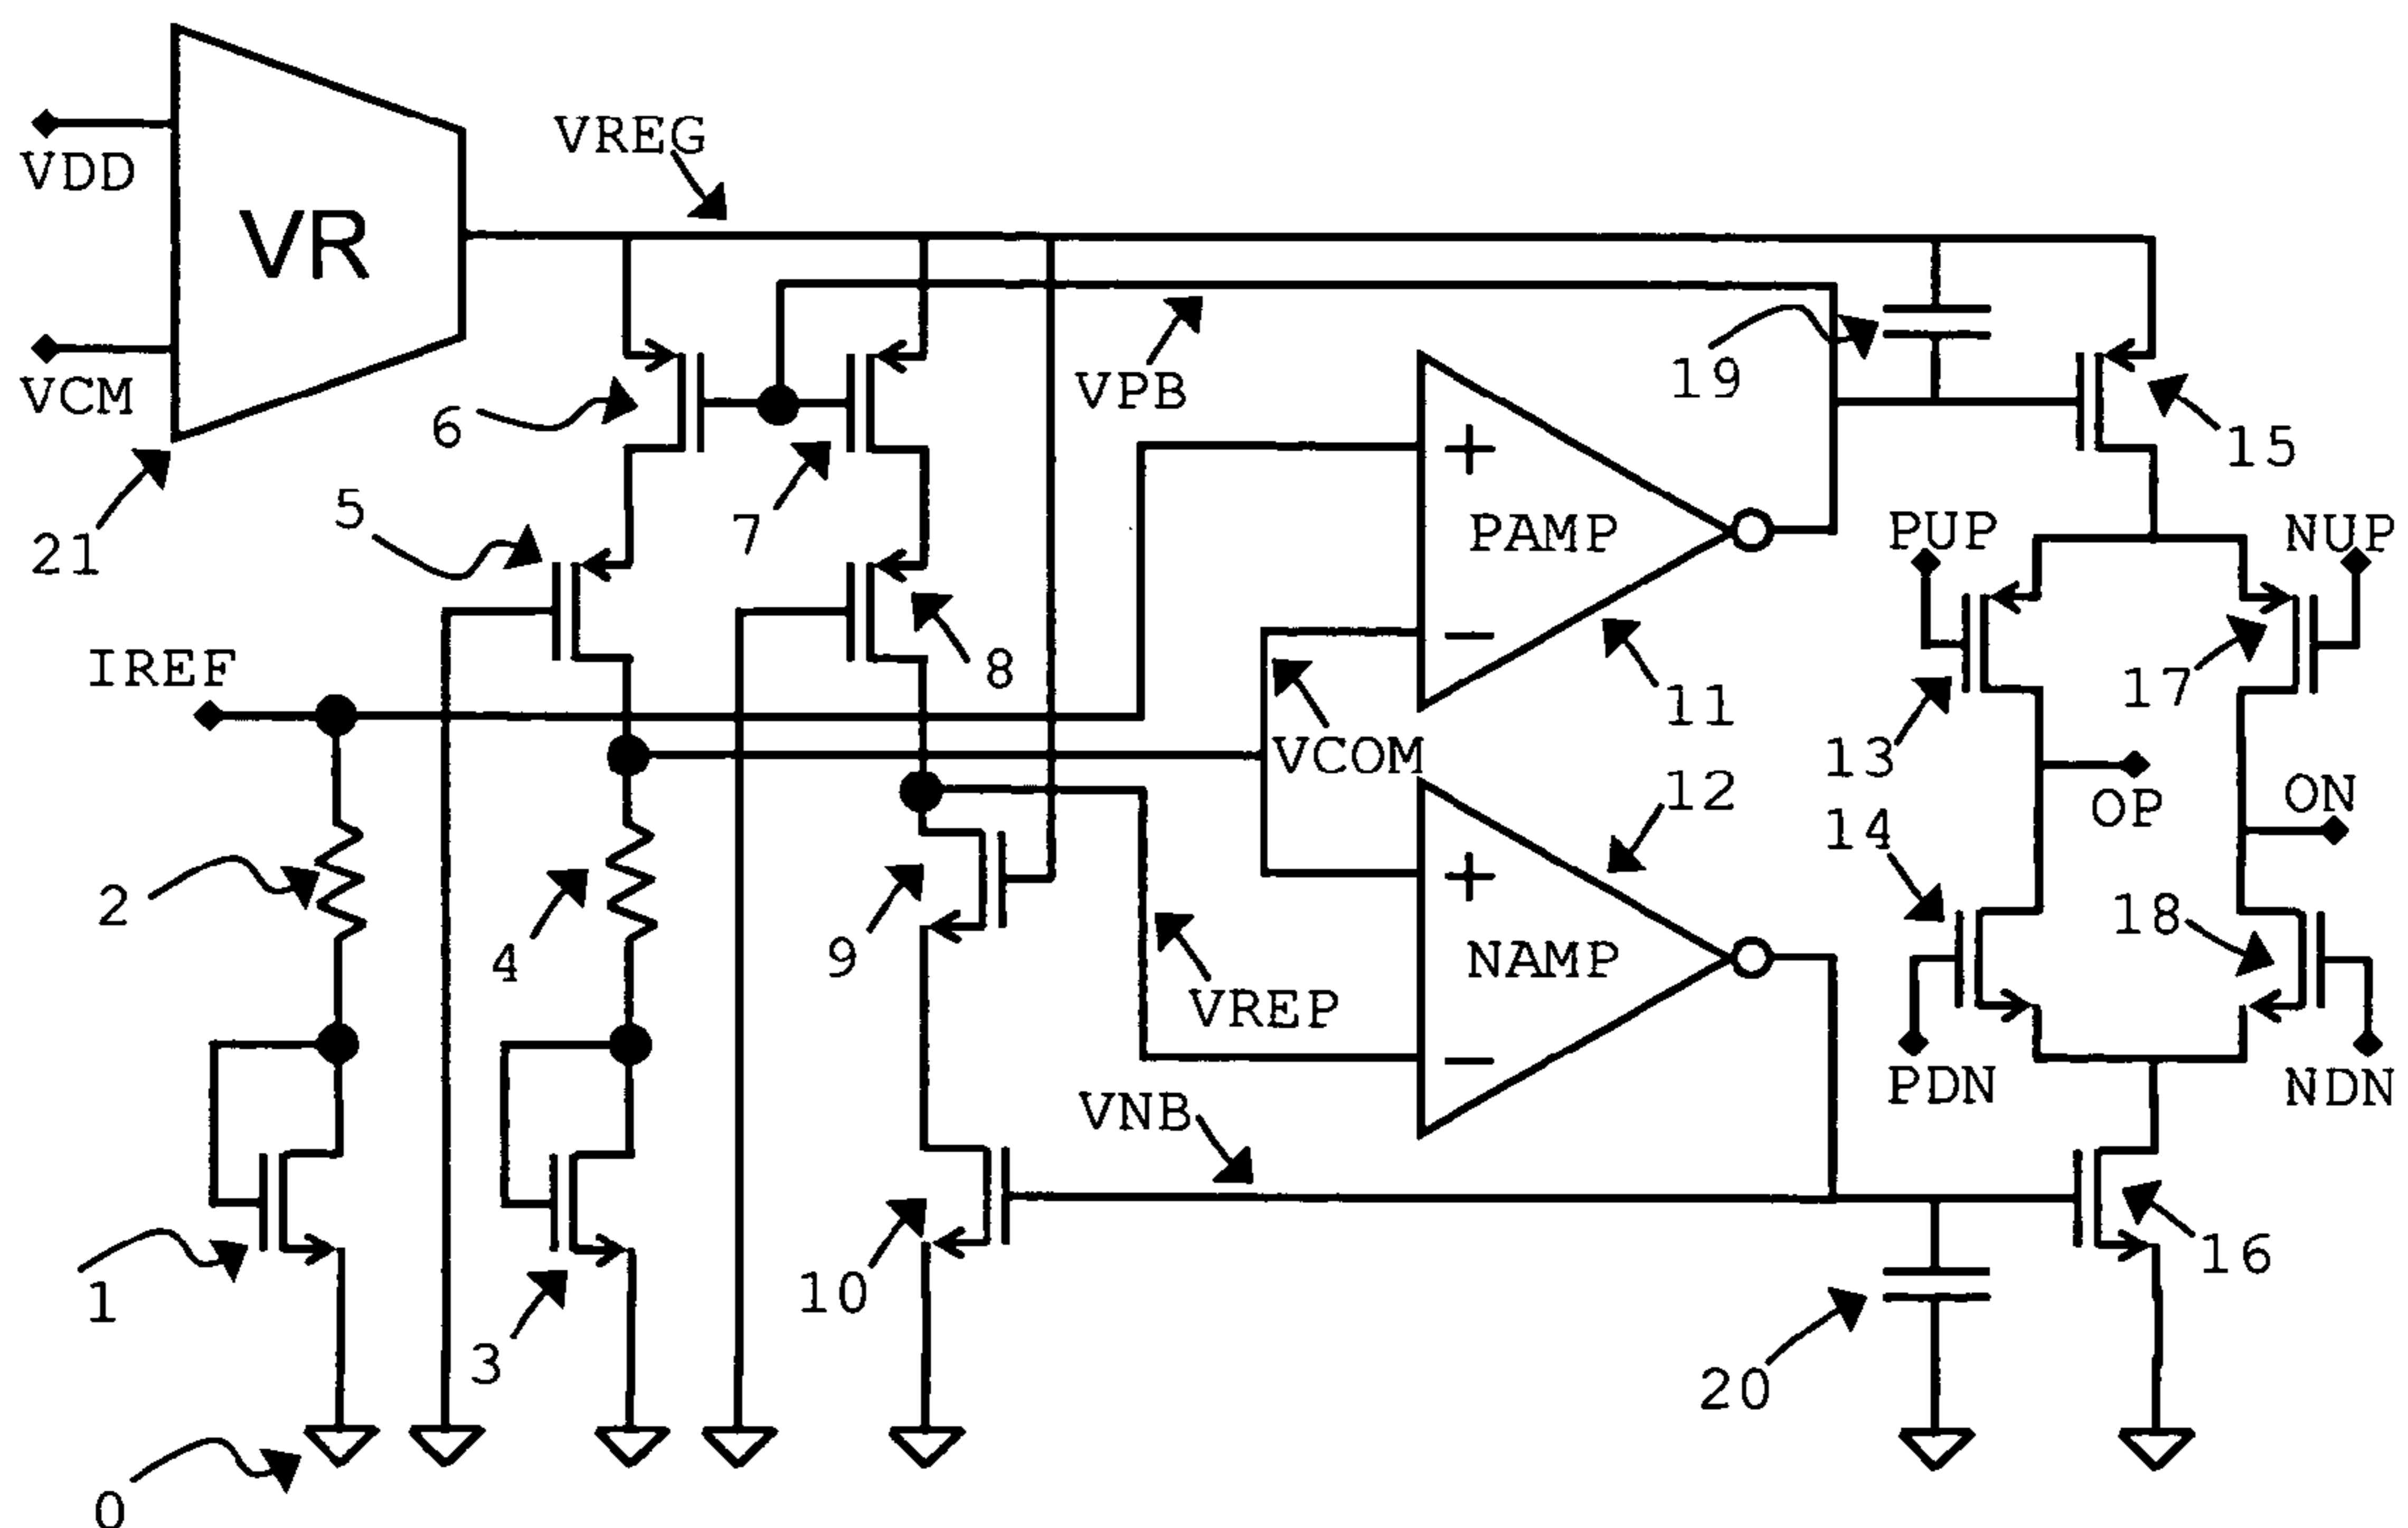 VDD
VCM
VR
21
VREG
VPB
6
7
5
8
IREF
2
4
9
1
3
10
0
+
−
PAMP
11
VCOM
12
+
−
NAMP
VREP
VNB
19
15
PUP
NUP
13
17
OP
ON
14
18
PDN
NDN
16
20